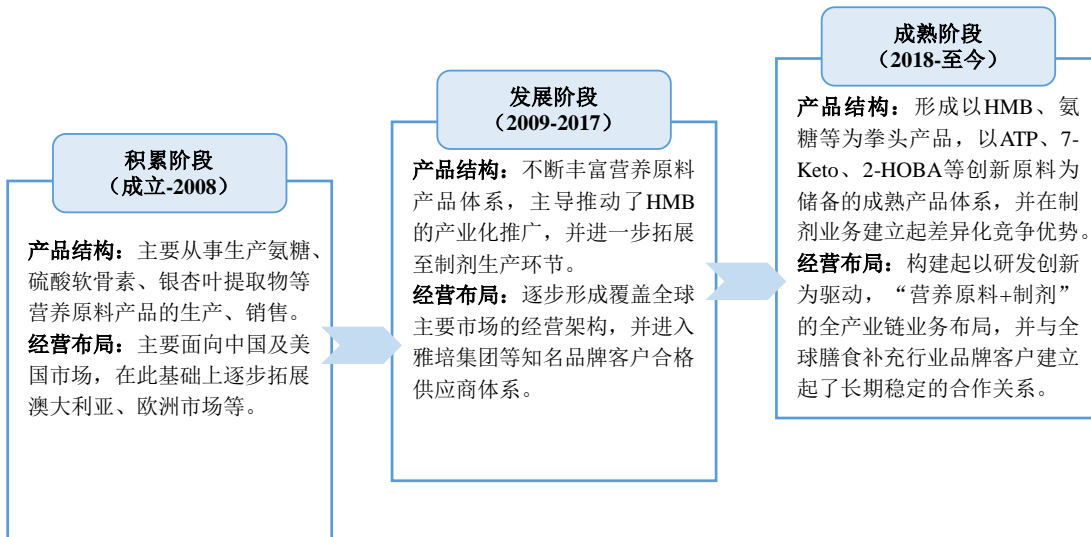 积累阶段
（成立-2008）
产品结构：主要从事生产氨糖、
硫酸软骨素、银杏叶提取物等
营养原料产品的生产、销售。
经营布局：主要面向中国及美
国市场，在此基础上逐步拓展
澳大利亚、欧洲市场等。
发展阶段
（2009-2017）
产品结构：不断丰富营养原料
产品体系，主导推动了HMB
的产业化推广，并进一步拓展
至制剂生产环节。
经营布局：逐步形成覆盖全球
主要市场的经营架构，并进入
雅培集团等知名品牌客户合格
供应商体系。
成熟阶段
（2018-至今）
产品结构：形成以HMB、氨
糖等为拳头产品，以ATP、7-
Keto、2-HOBA等创新原料为
储备的成熟产品体系，并在制
剂业务建立起差异化竞争优势。
经营布局：构建起以研发创新
为驱动，“营养原料+制剂”
的全产业链业务布局，并与全
球膳食补充行业品牌客户建立
起了长期稳定的合作关系。